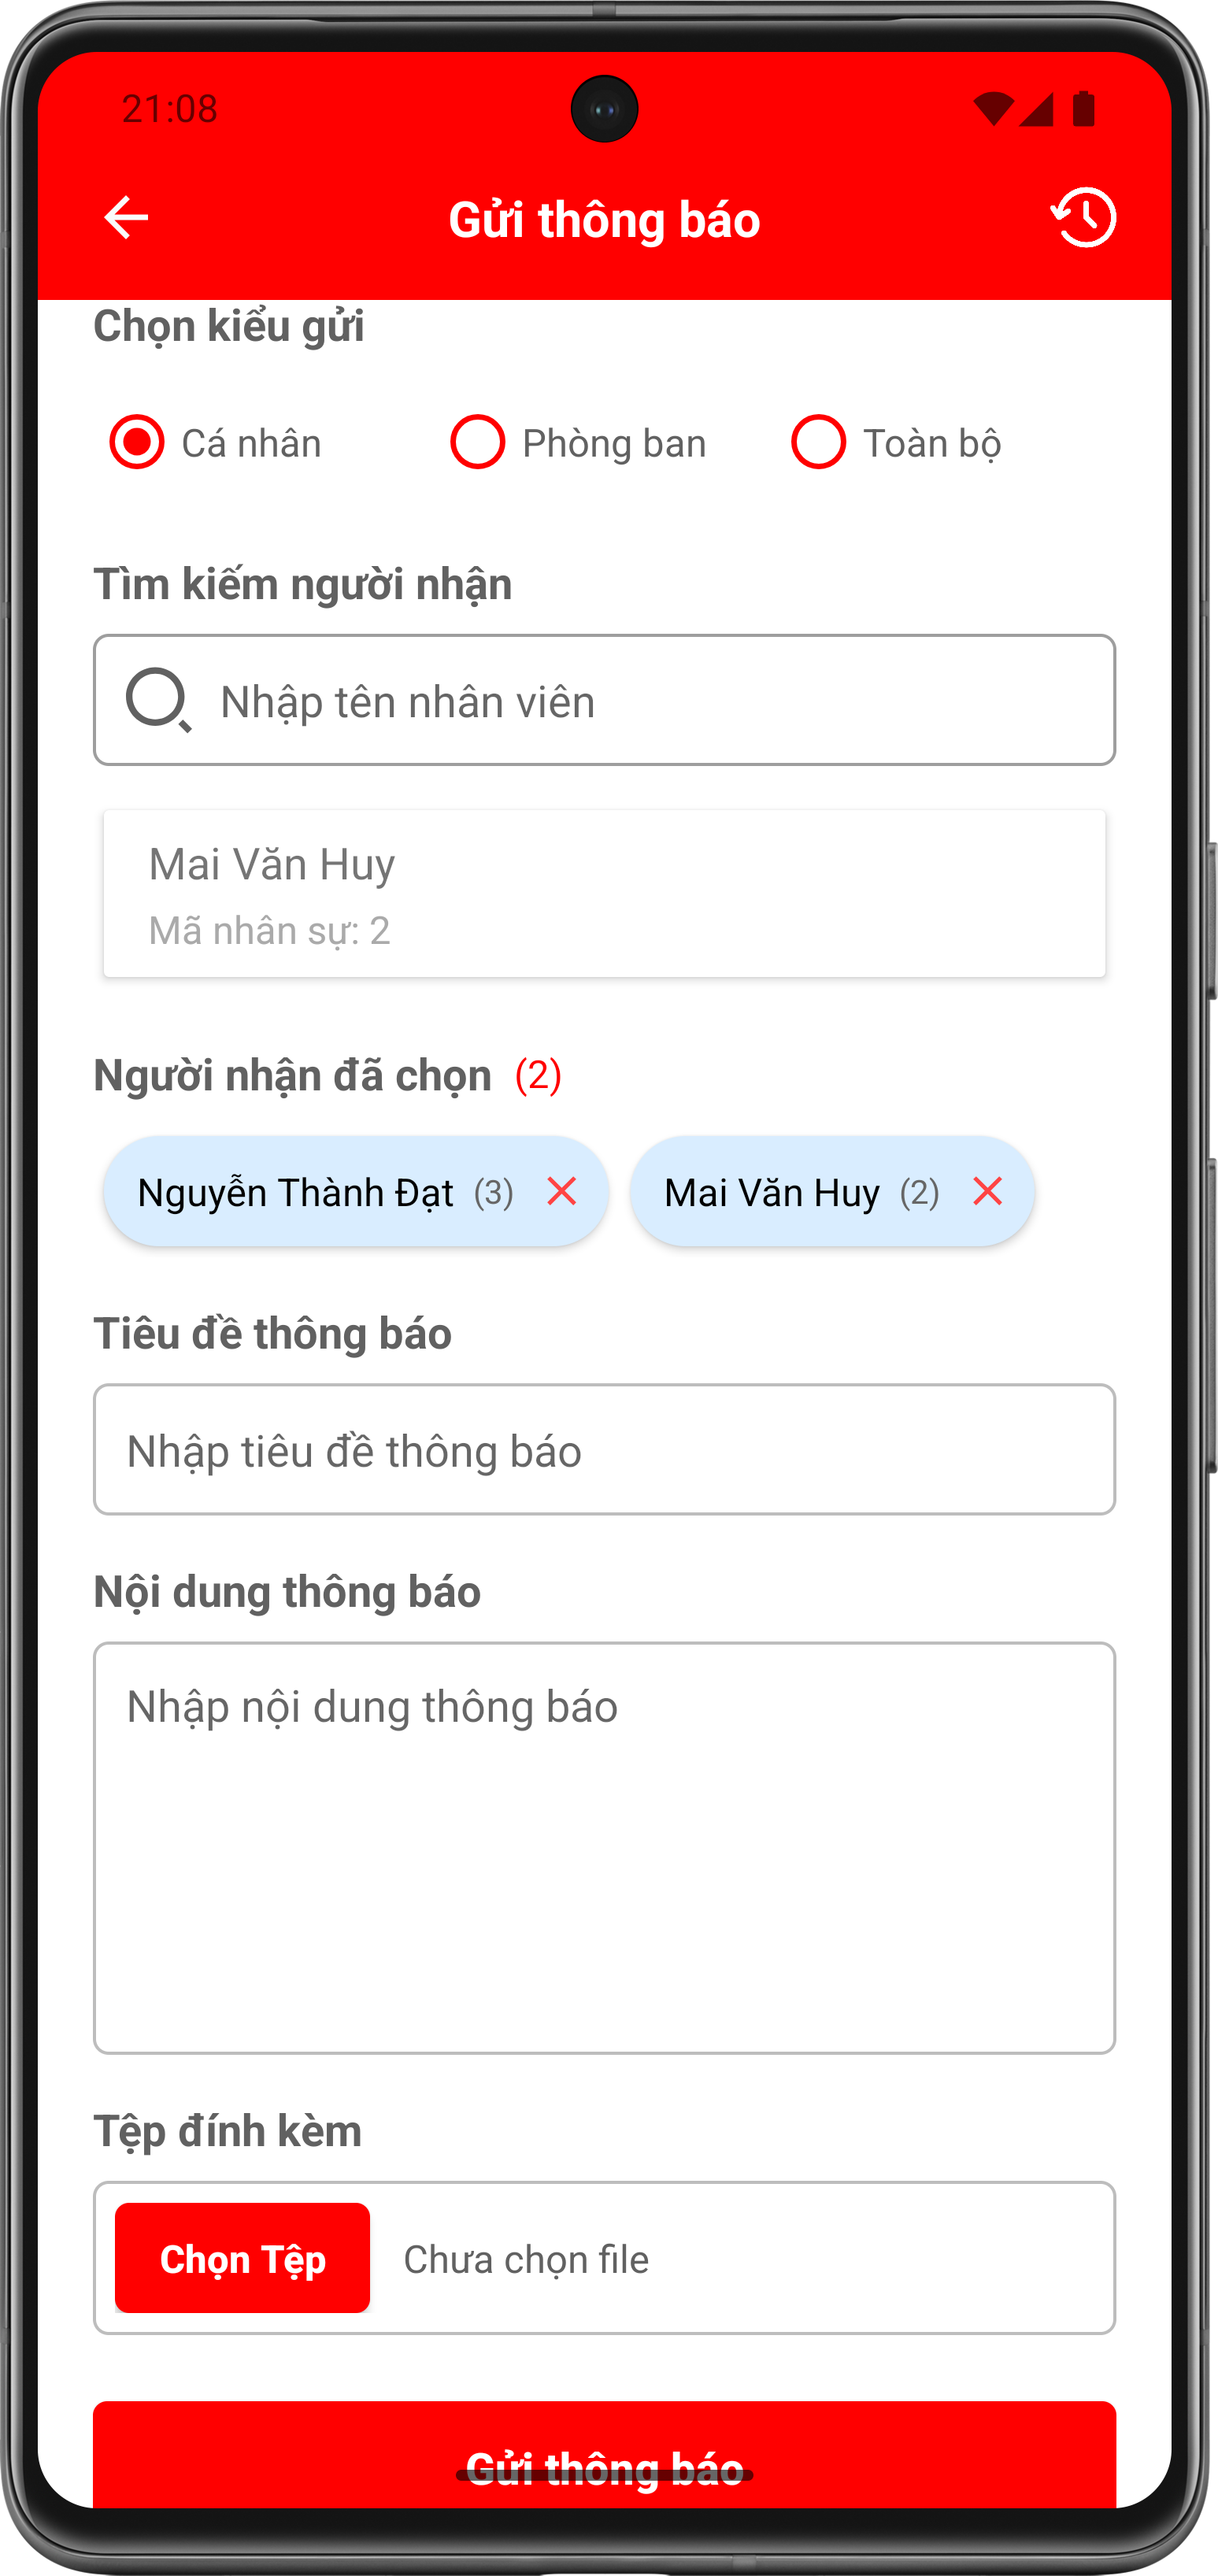 21:08
Gửi thông báo
Chọn kiểu gửi
Cá nhân Phòng ban Toàn bộ
Tìm kiếm người nhận
Nhập tên nhân viên
Mai Văn Huy
Mã nhân sự: 2
Người nhận đã chọn (2)
Nguyễn Thành Đạt (3) Mai Văn Huy (2)
Tiêu đề thông báo
Nhập tiêu đề thông báo
Nội dung thông báo
Nhập nội dung thông báo
Tệp đính kèm
Chọn Tệp Chưa chọn file
Gửi thông báo